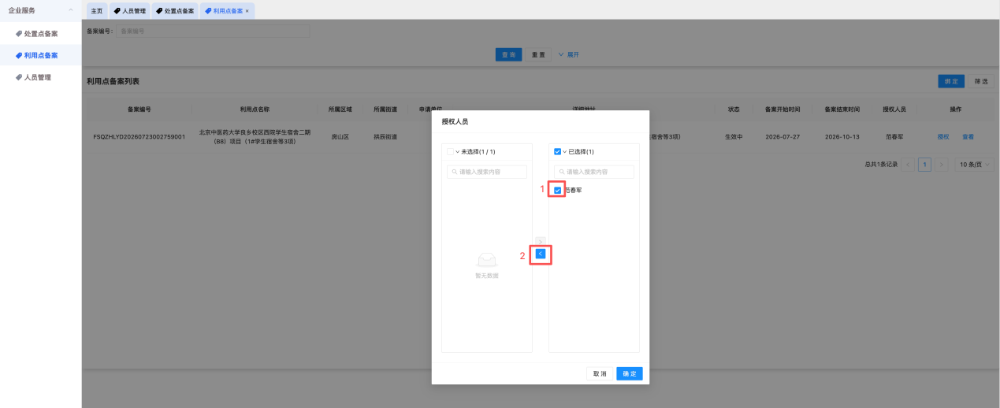 企业服务
主页
人员管理
处置点备案
利用点备案 ×
处置点备案
利用点备案
人员管理
备案编号:
备案编号
查 询
重 置
展开
利用点备案列表
绑 定
筛 选
备案编号
利用点名称
所属区域
所属街道
申请单位
详细地址
状态
备案开始时间
备案结束时间
授权人员
操作
FSQZHLYD20260723002759001
北京中医药大学良乡校区西院学生宿舍二期
（B8）项目（1#学生宿舍等3项）
房山区
拱辰街道
宿舍等3项）
生效中
2026-07-27
2026-10-13
范春军
授权
查看
总共1条记录
<
1
>
10 条/页
授权人员
未选择(1 / 1)
请输入搜索内容
暂无数据
已选择(1)
请输入搜索内容
1
范春军
>
2
<
取 消
确 定